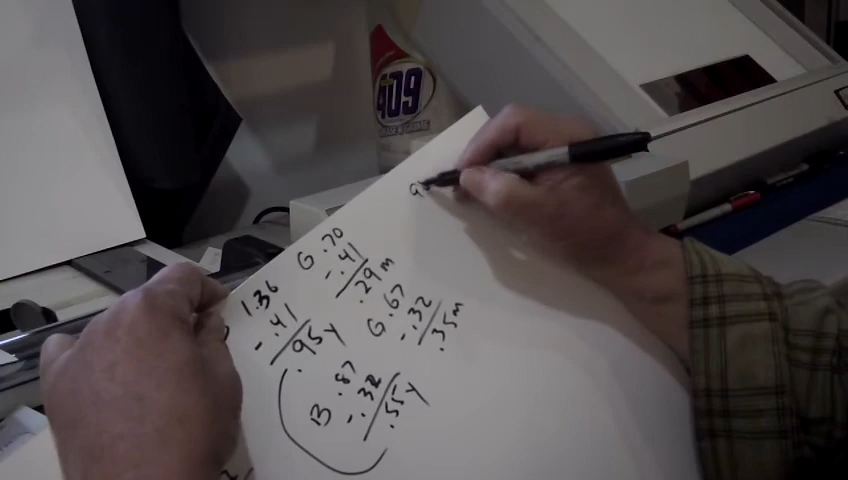 409
1.36
- .41
.95Y
G .70
- .41
.29m
G .67
- .32
.35m
B .87
- .32
.55Y